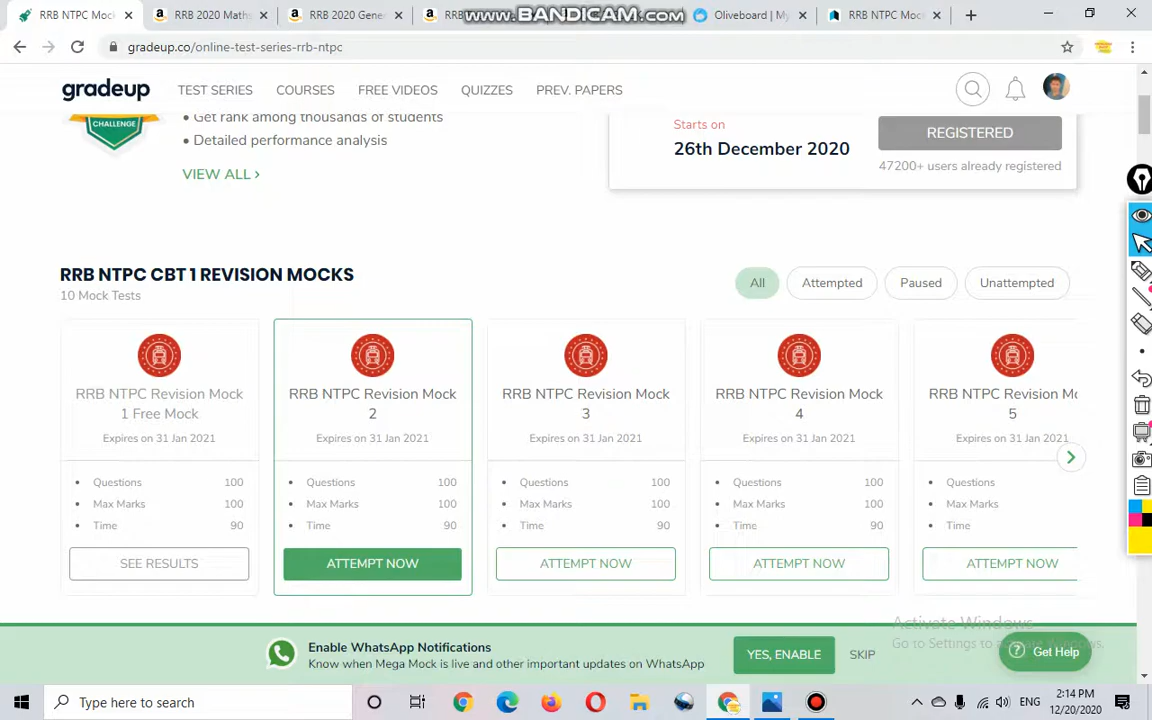 RRB NTPC Mock
RRB 2020 Maths
RRB 2020 Gener
RRB
www.BANDICAM.com
Oliveboard | My
RRB NTPC Mock
gradeup.co/online-test-series-rrb-ntpc
gradeup
TEST SERIES
COURSES
FREE VIDEOS
QUIZZES
PREV. PAPERS
CHALLENGE
• Get rank among thousands of students
• Detailed performance analysis
VIEW ALL >
Starts on
26th December 2020
REGISTERED
47200+ users already registered
RRB NTPC CBT 1 REVISION MOCKS
10 Mock Tests
All
Attempted
Paused
Unattempted
RRB NTPC Revision Mock
1 Free Mock
Expires on 31 Jan 2021
• Questions 100
• Max Marks 100
• Time 90
SEE RESULTS
RRB NTPC Revision Mock
2
Expires on 31 Jan 2021
• Questions 100
• Max Marks 100
• Time 90
ATTEMPT NOW
RRB NTPC Revision Mock
3
Expires on 31 Jan 2021
• Questions 100
• Max Marks 100
• Time 90
ATTEMPT NOW
RRB NTPC Revision Mock
4
Expires on 31 Jan 2021
• Questions 100
• Max Marks 100
• Time 90
ATTEMPT NOW
RRB NTPC Revision Mo
5
Expires on 31 Jan 2021
• Questions
• Max Marks
• Time
ATTEMPT NOW
Enable WhatsApp Notifications
Know when Mega Mock is live and other important updates on WhatsApp
YES, ENABLE
SKIP
Activate Windows
Go to Settings to activate Windows.
Get Help
Type here to search
ENG
2:14 PM
12/20/2020